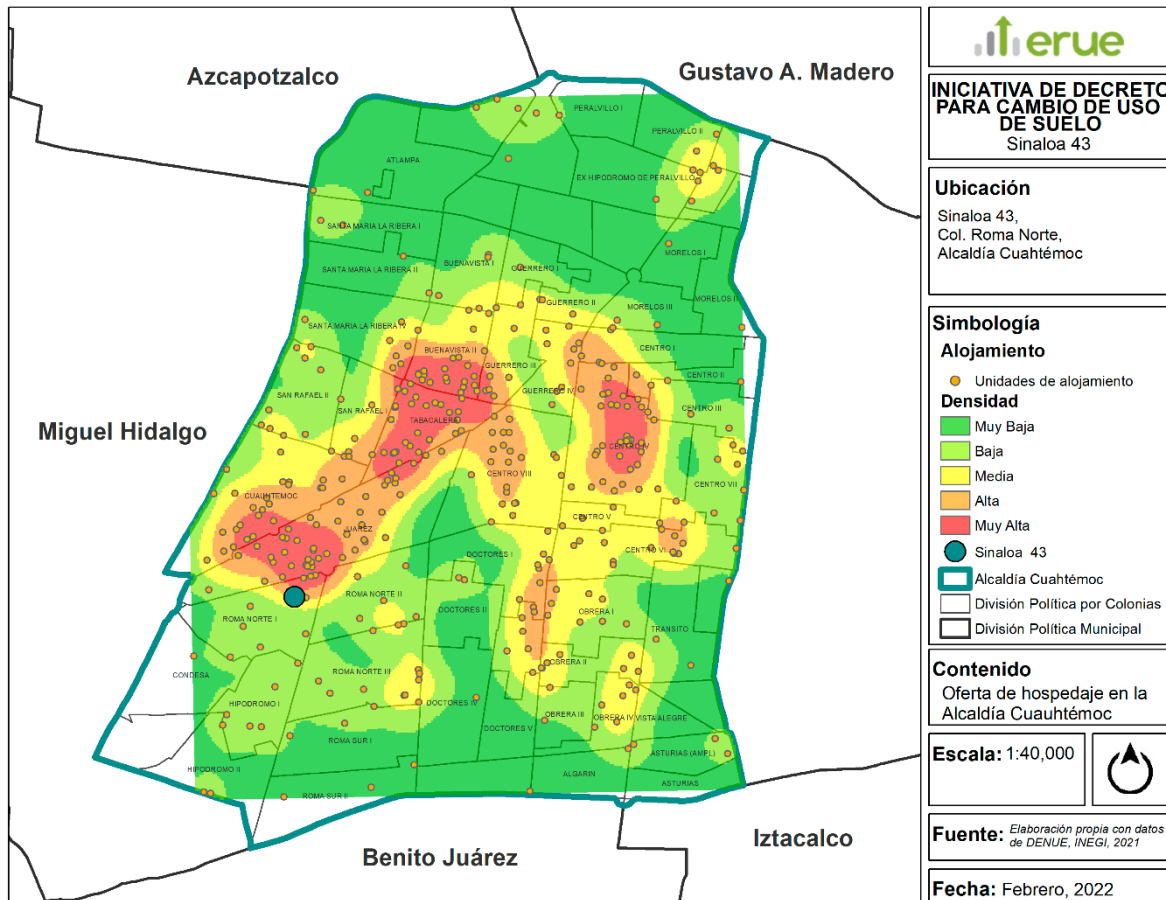 Azcapotzalco
Gustavo A. Madero
Miguel Hidalgo
Benito Juárez
Iztacalco
PERALVILLO I
PERALVILLO II
ATLAMPA
EX HIPODROMO DE PERALVILLO
SANTA MARIA LA RIBERA I
MORELOS I
BUENAVISTA I
GUERRERO I
SANTA MARIA LA RIBERA II
MORELOS II
GUERRERO II
MORELOS III
SANTA MARIA LA RIBERA IV
CENTRO I
BUENAVISTA II
GUERRERO III
CENTRO II
GUERRERO IV
SAN RAFAEL II
SAN RAFAEL I
CENTRO III
TABACALERA
CENTRO IV
CENTRO VIII
CENTRO VII
CUAUHTEMOC
CENTRO V
JUAREZ
CENTRO VI
DOCTORES I
ROMA NORTE II
DOCTORES II
OBRERA I
ROMA NORTE I
TRANSITO
OBRERA II
CONDESA
ROMA NORTE III
HIPODROMO I
DOCTORES IV
OBRERA III
OBRERA IV
VISTA ALEGRE
DOCTORES V
ROMA SUR I
ASTURIAS (AMPL)
HIPODROMO II
ALGARIN
ASTURIAS
ROMA SUR II
erue
INICIATIVA DE DECRETO
PARA CAMBIO DE USO
DE SUELO
Sinaloa 43
Ubicación
Sinaloa 43,
Col. Roma Norte,
Alcaldía Cuauhtémoc
Simbología
Alojamiento
Unidades de alojamiento
Densidad
Muy Baja
Baja
Media
Alta
Muy Alta
Sinaloa 43
Alcaldía Cuahtémoc
División Política por Colonias
División Política Municipal
Contenido
Oferta de hospedaje en la
Alcaldía Cuauhtémoc
Escala: 1:40,000
Fuente: Elaboración propia con datos
de DENUE, INEGI, 2021
Fecha: Febrero, 2022